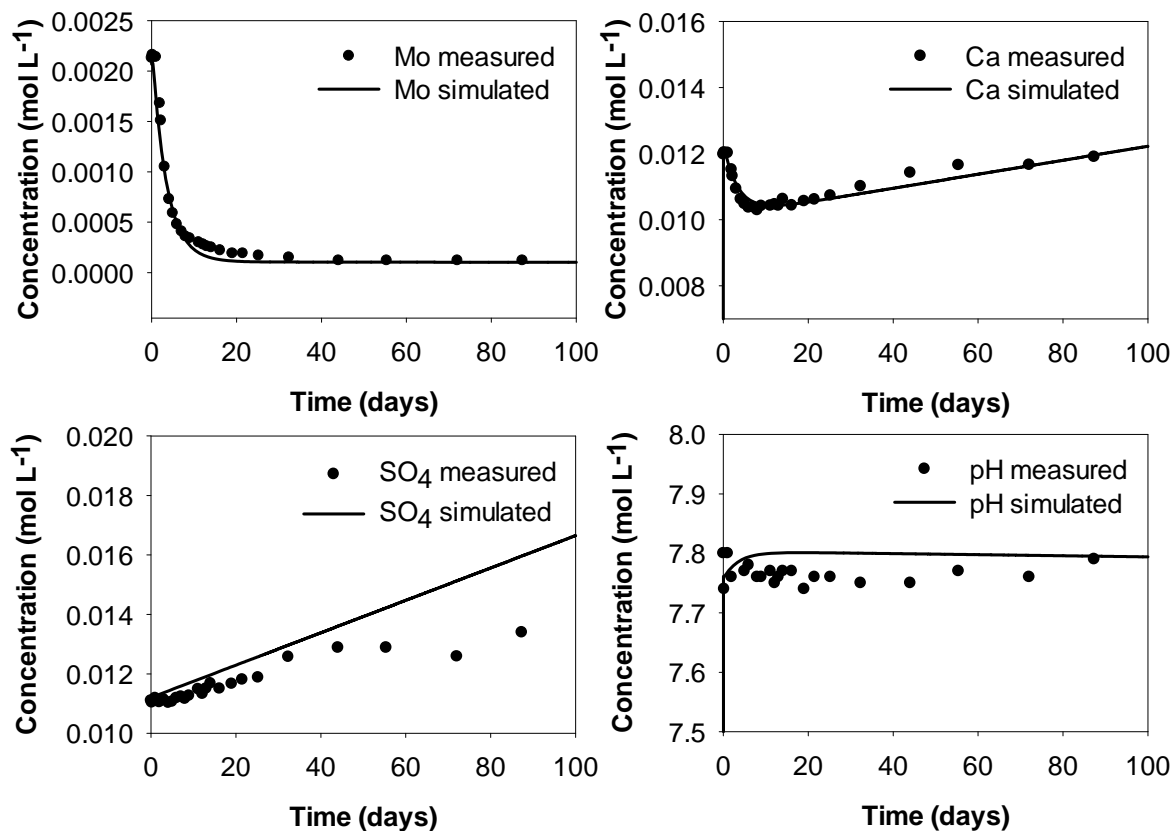 Concentration (mol L-1)
0.0025
0.0020
0.0015
0.0010
0.0005
0.0000
Mo measured
Mo simulated
0 20 40 60 80 100
Time (days)
Concentration (mol L-1)
0.016
0.014
0.012
0.010
0.008
Ca measured
Ca simulated
0 20 40 60 80 100
Time (days)
Concentration (mol L-1)
0.020
0.018
0.016
0.014
0.012
0.010
SO4 measured
SO4 simulated
0 20 40 60 80 100
Time (days)
Concentration (mol L-1)
8.0
7.9
7.8
7.7
7.6
7.5
pH measured
pH simulated
0 20 40 60 80 100
Time (days)